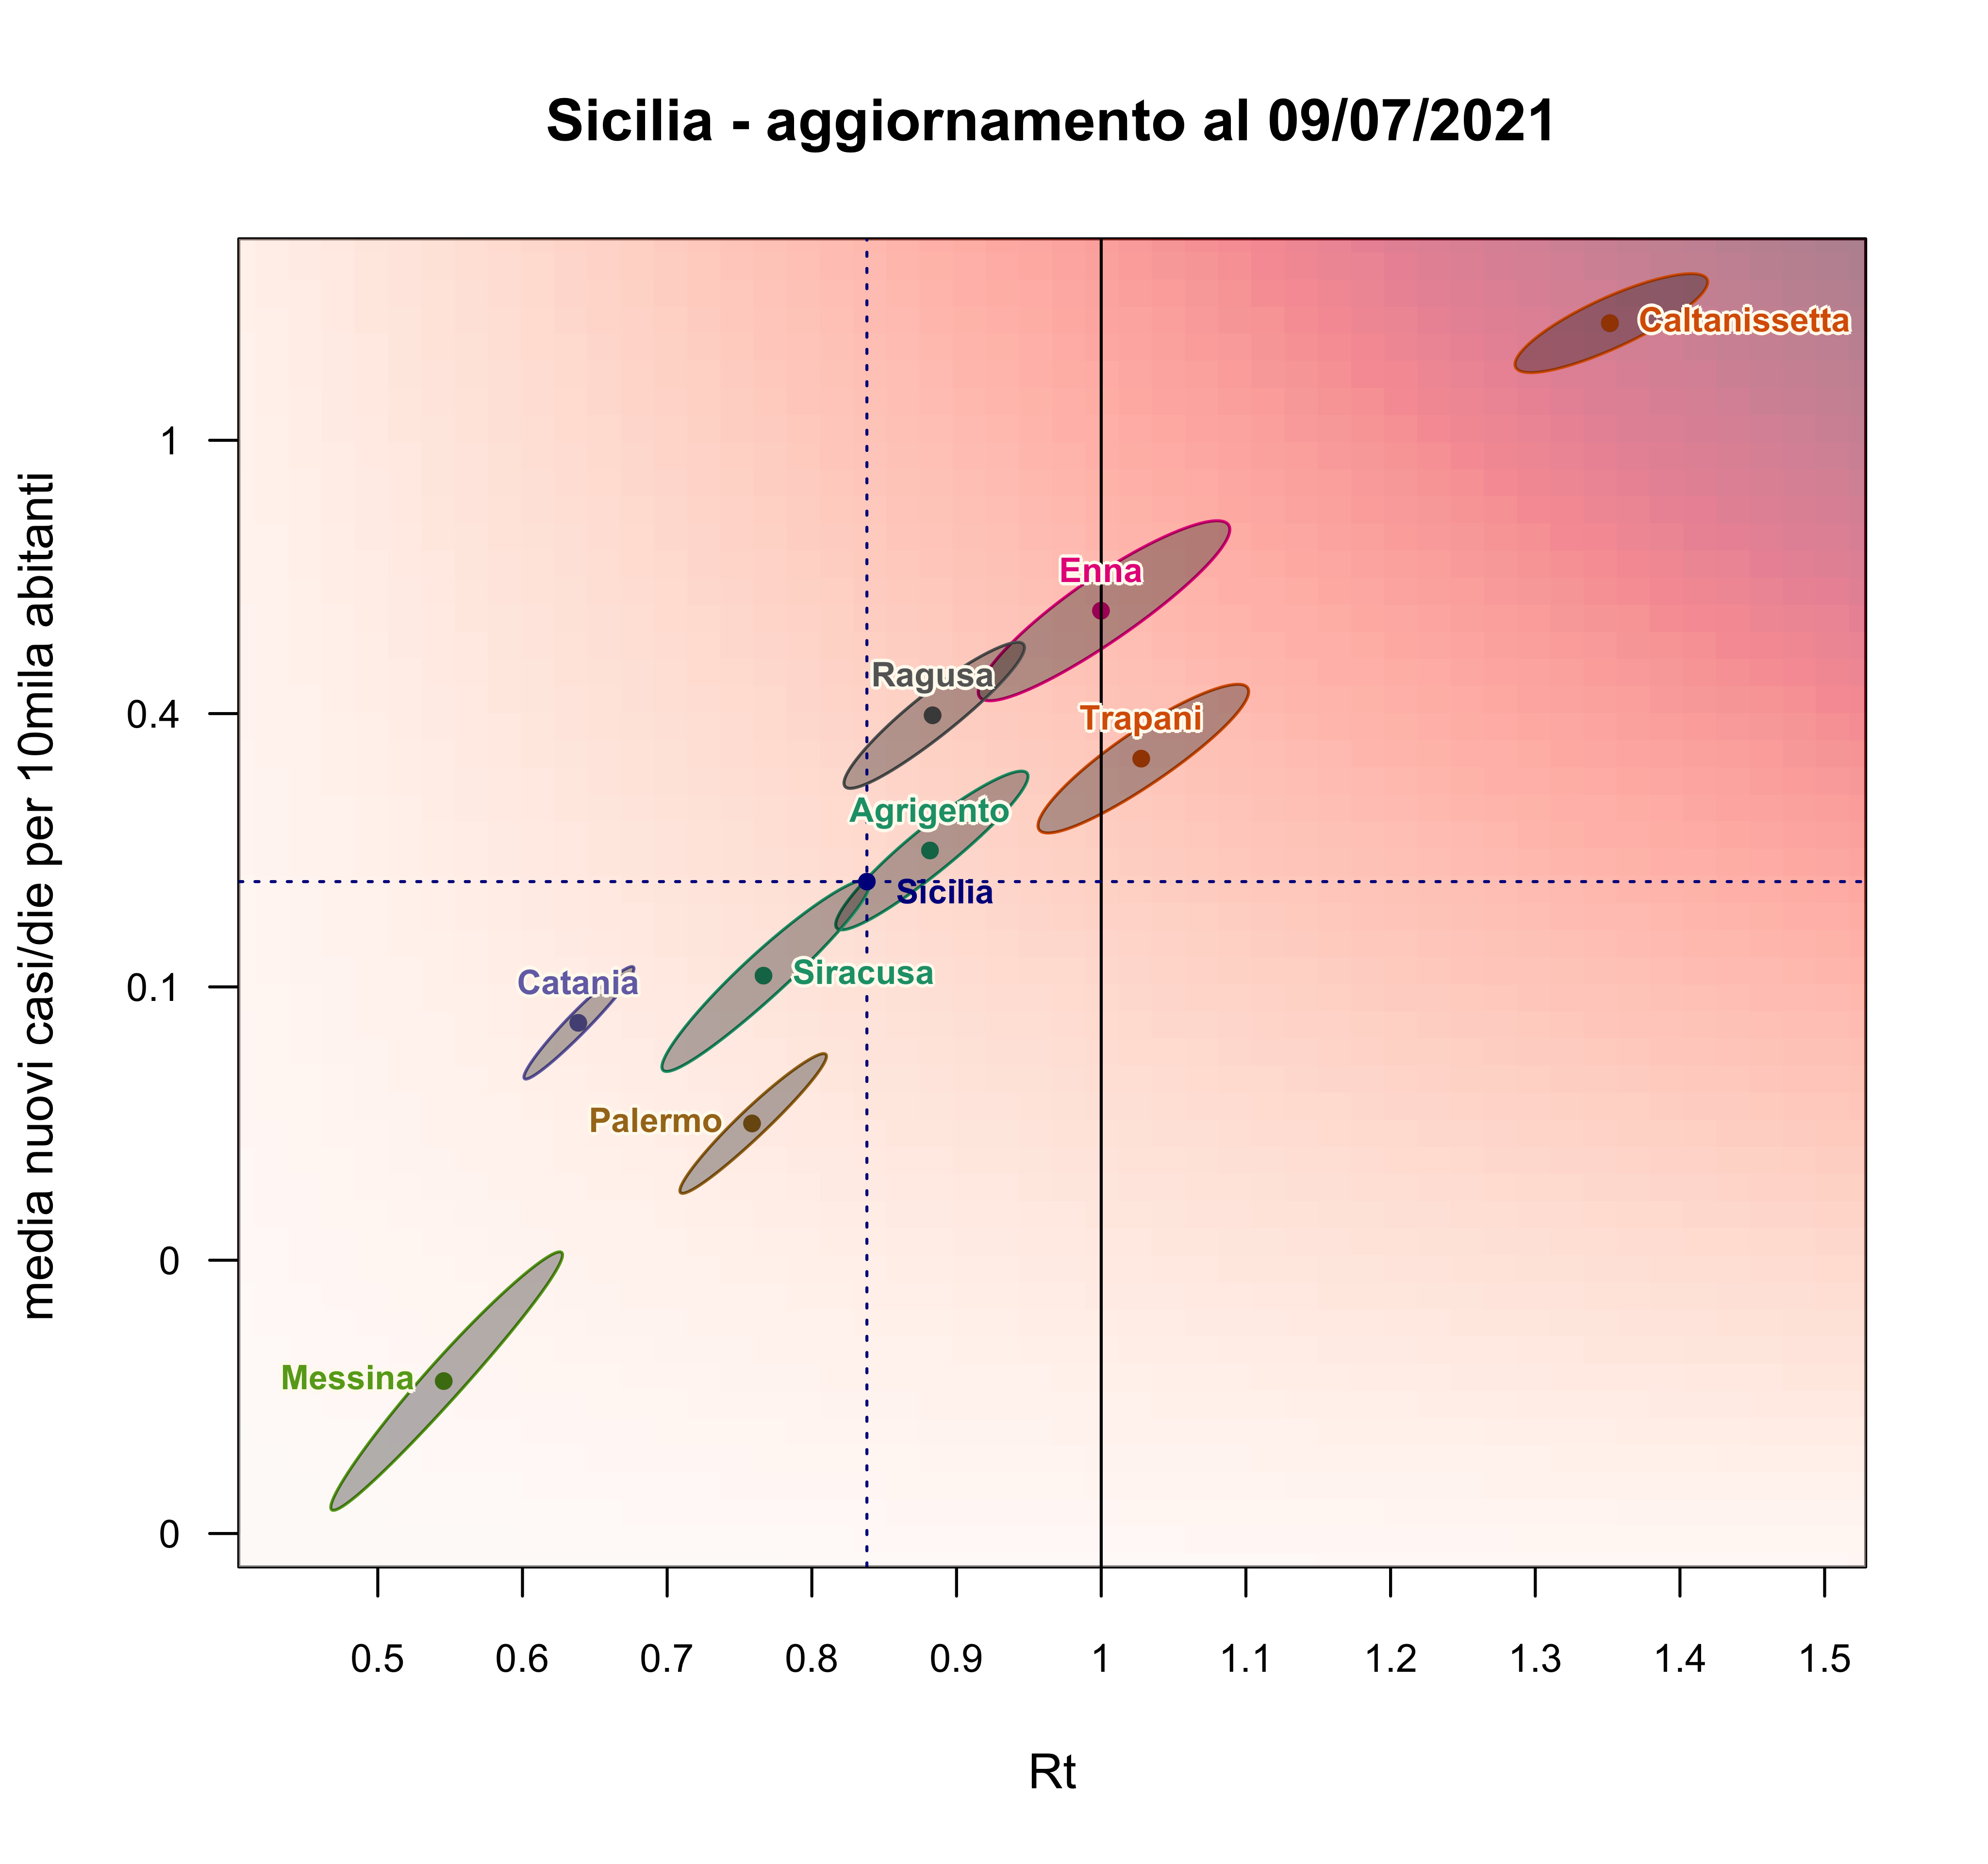 Sicilia - aggiornamento al 09/07/2021
media nuovi casi/die per 10mila abitanti
1
0.4
0.1
0
0
Caltanissetta
Enna
Ragusa
Trapani
Agrigento
Sicilia
Siracusa
Catania
Palermo
Messina
0.5 0.6 0.7 0.8 0.9 1 1.1 1.2 1.3 1.4 1.5
Rt